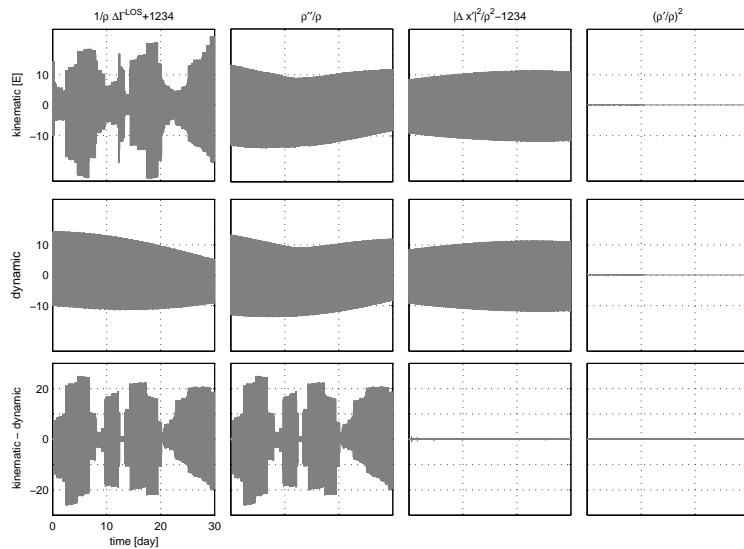 1/ρ ΔΓ^LOS+1234
ρ″/ρ
|Δ x′|²/ρ²−1234
(ρ′/ρ)²
kinematic [E]
10
0
−10
dynamic
10
0
−10
kinematic − dynamic
20
0
−20
0 10 20 30
time [day]